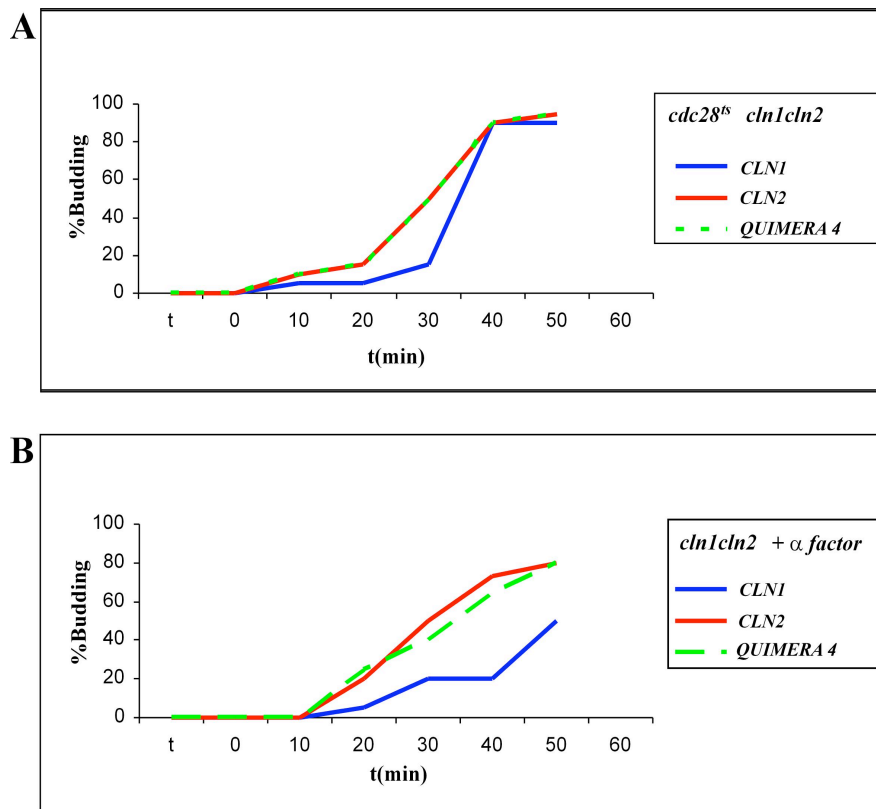 A
100
80
60
40
20
0
%Budding
t 0 10 20 30 40 50 60
t(min)
cdc28ts cln1cln2
CLN1
CLN2
QUIMERA 4
B
100
80
60
40
20
0
%Budding
t 0 10 20 30 40 50 60
t(min)
cln1cln2 + α factor
CLN1
CLN2
QUIMERA 4